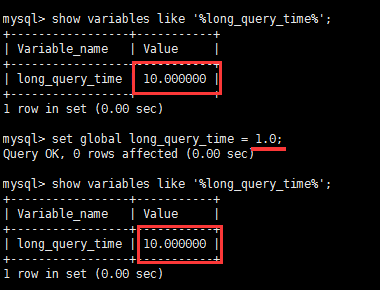 mysql> show variables like '%long_query_time%';
+-----------------+-----------+
| Variable_name | Value |
+-----------------+-----------+
| long_query_time | 10.000000 |
+-----------------+-----------+
1 row in set (0.00 sec)
mysql> set global long_query_time = 1.0;
Query OK, 0 rows affected (0.00 sec)
mysql> show variables like '%long_query_time%';
+-----------------+-----------+
| Variable_name | Value |
+-----------------+-----------+
| long_query_time | 10.000000 |
+-----------------+-----------+
1 row in set (0.00 sec)